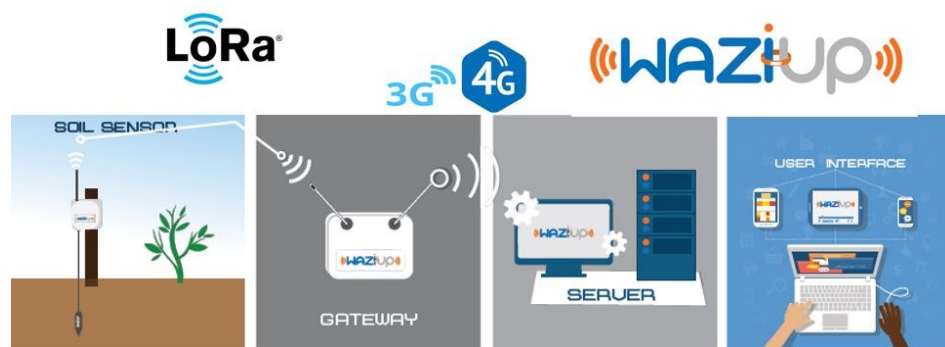 LoRa®
3G
4G
WAZIUP
SOIL SENSOR
GATEWAY
WAZIUP
WAZIUP
SERVER
USER INTERFACE
WAZIUP